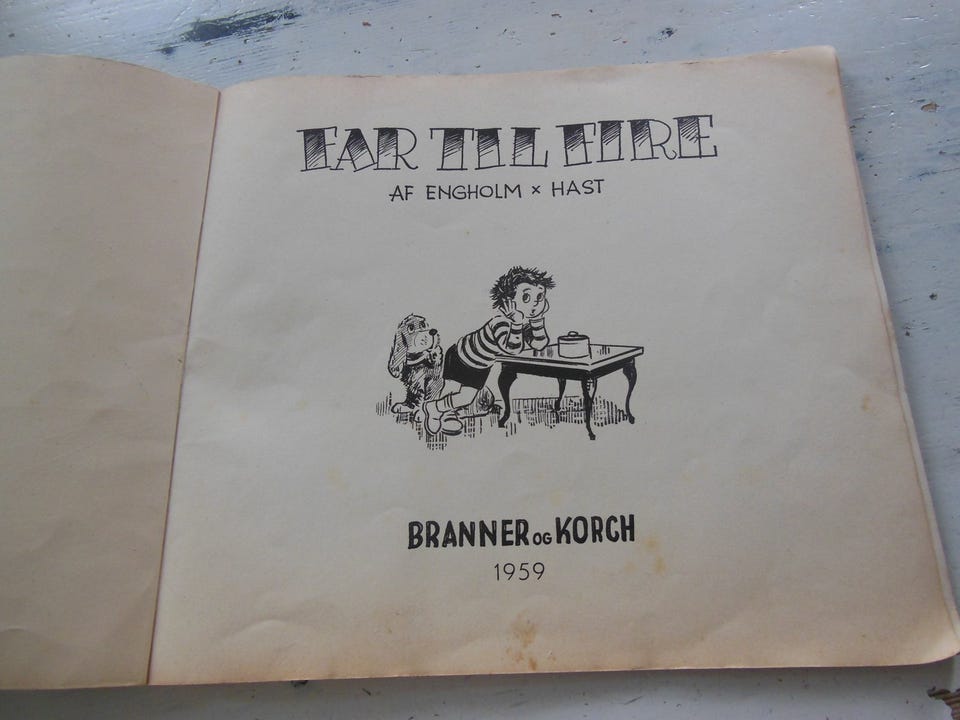 FAR TIL FIRE
AF ENGHOLM × HAST
BRANNER OG KORCH
1959